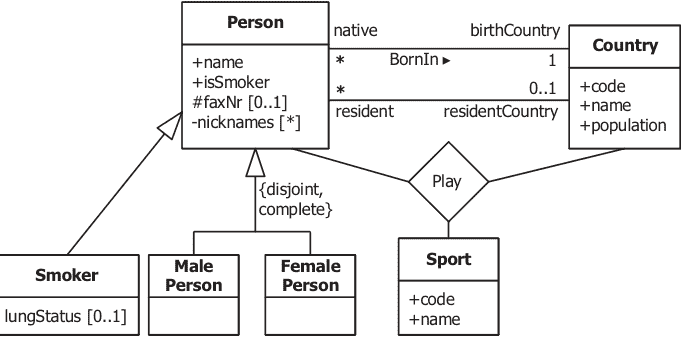 Person
+name
+isSmoker
#faxNr [0..1]
-nicknames [*]
native
birthCountry
*
BornIn ▸
1
*
0..1
resident
residentCountry
Country
+code
+name
+population
{disjoint,
complete}
Play
Smoker
lungStatus [0..1]
Male
Person
Female
Person
Sport
+code
+name